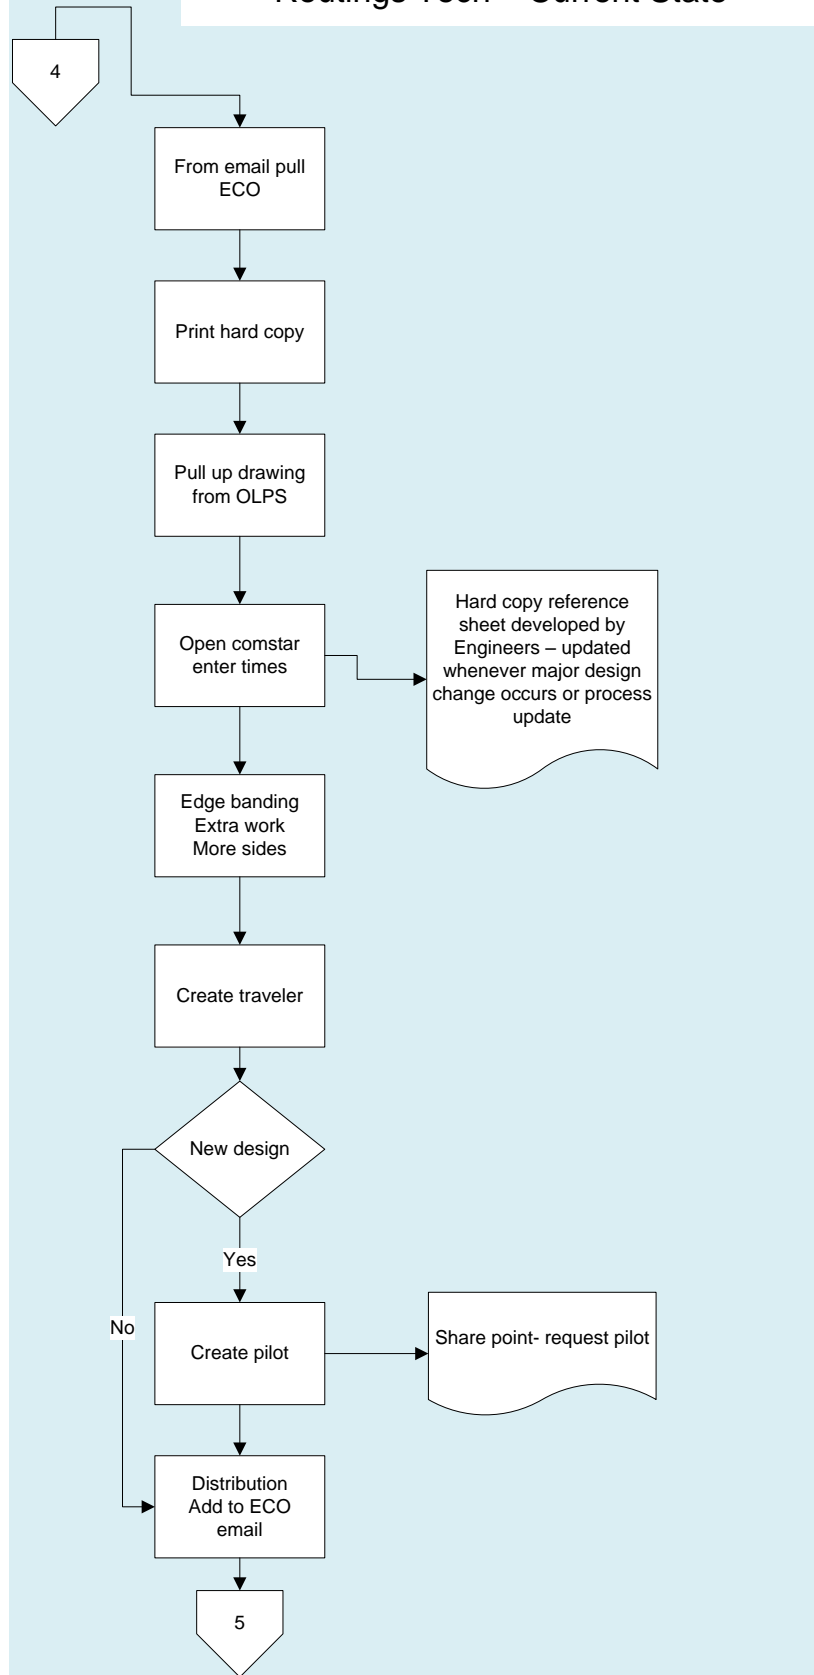 Routings Tech – Current State
4
From email pull
ECO
Print hard copy
Pull up drawing
from OLPS
Open comstar
enter times
Hard copy reference
sheet developed by
Engineers – updated
whenever major design
change occurs or process
update
Edge banding
Extra work
More sides
Create traveler
New design
Yes
No
Create pilot
Share point- request pilot
Distribution
Add to ECO
email
5